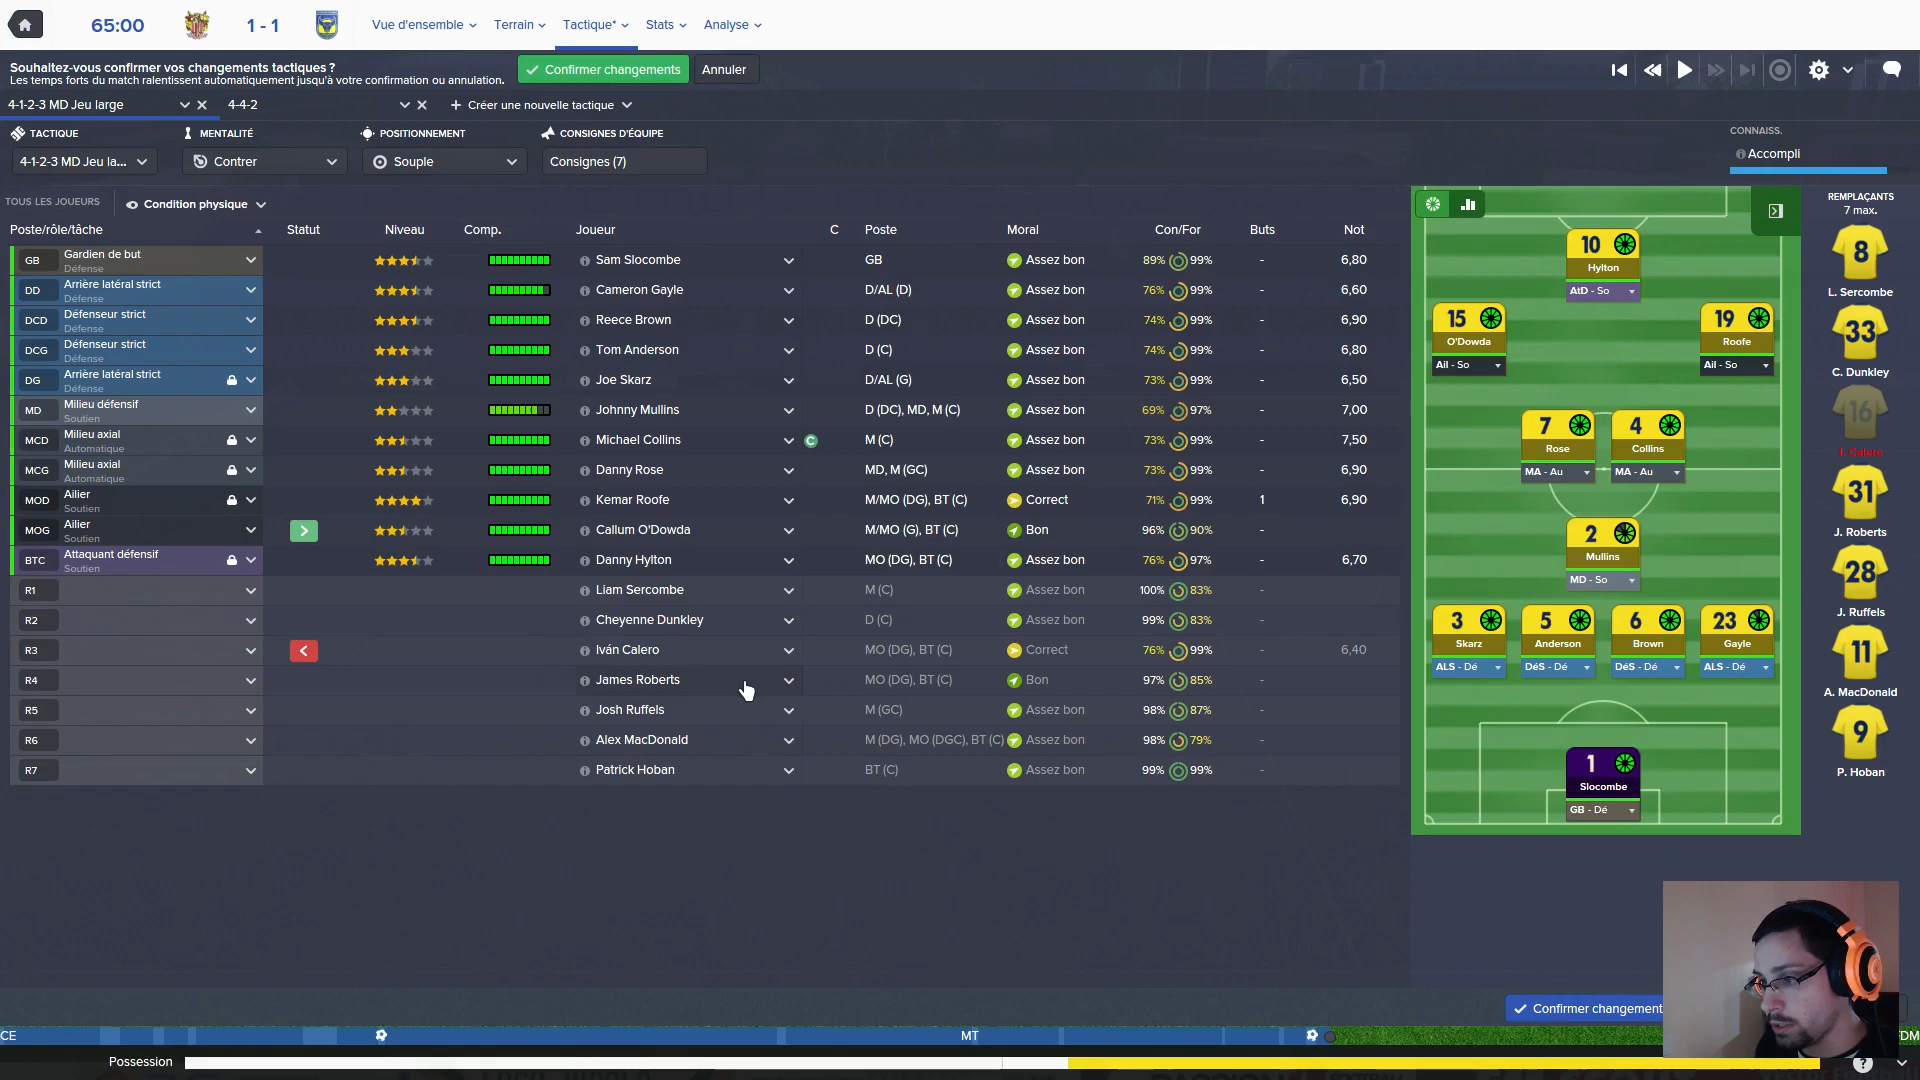 65:00
1 - 1
Vue d'ensemble
Terrain
Tactique*
Stats
Analyse
Souhaitez-vous confirmer vos changements tactiques ?
Les temps forts du match ralentissent automatiquement jusqu'à votre confirmation ou annulation.
Confirmer changements
Annuler
4-1-2-3 MD Jeu large
4-4-2
Créer une nouvelle tactique
TACTIQUE
MENTALITÉ
POSITIONNEMENT
CONSIGNES D'ÉQUIPE
4-1-2-3 MD Jeu la...
Contrer
Souple
Consignes (7)
CONNAISS.
Accompli
TOUS LES JOUEURS
Condition physique
Poste/rôle/tâche Statut Niveau Comp. Joueur C Poste Moral Con/For Buts Not
GB Gardien de but Défense Sam Slocombe GB Assez bon 89% 99% - 6,80
DD Arrière latéral strict Défense Cameron Gayle D/AL (D) Assez bon 76% 99% - 6,60
DCD Défenseur strict Défense Reece Brown D (DC) Assez bon 74% 99% - 6,90
DCG Défenseur strict Défense Tom Anderson D (C) Assez bon 74% 99% - 6,80
DG Arrière latéral strict Défense Joe Skarz D/AL (G) Assez bon 73% 99% - 6,50
MD Milieu défensif Soutien Johnny Mullins D (DC), MD, M (C) Assez bon 69% 97% - 7,00
MCD Milieu axial Automatique Michael Collins C M (C) Assez bon 73% 99% - 7,50
MCG Milieu axial Automatique Danny Rose MD, M (GC) Assez bon 73% 99% - 6,90
MOD Ailier Soutien Kemar Roofe M/MO (DG), BT (C) Correct 71% 99% 1 6,90
MOG Ailier Soutien Callum O'Dowda M/MO (G), BT (C) Bon 96% 90% -
BTC Attaquant défensif Soutien Danny Hylton MO (DG), BT (C) Assez bon 76% 97% - 6,70
R1 Liam Sercombe M (C) Assez bon 100% 83% -
R2 Cheyenne Dunkley D (C) Assez bon 99% 83% -
R3 Iván Calero MO (DG), BT (C) Correct 76% 99% - 6,40
R4 James Roberts MO (DG), BT (C) Bon 97% 85% -
R5 Josh Ruffels M (GC) Assez bon 98% 87% -
R6 Alex MacDonald M (DG), MO (DGC), BT (C) Assez bon 98% 79% -
R7 Patrick Hoban BT (C) Assez bon 99% 99% -
10
Hylton
AtD - So
15 19
O'Dowda Roofe
Ail - So Ail - So
7 4
Rose Collins
MA - Au MA - Au
2
Mullins
MD - So
3 5 6 23
Skarz Anderson Brown Gayle
ALS - Dé DéS - Dé DéS - Dé ALS - Dé
1
Slocombe
GB - Dé
REMPLAÇANTS
7 max.
8
L. Sercombe
33
C. Dunkley
16
I. Calero
31
J. Roberts
28
J. Ruffels
11
A. MacDonald
9
P. Hoban
Confirmer changement
CE MT
Possession
?